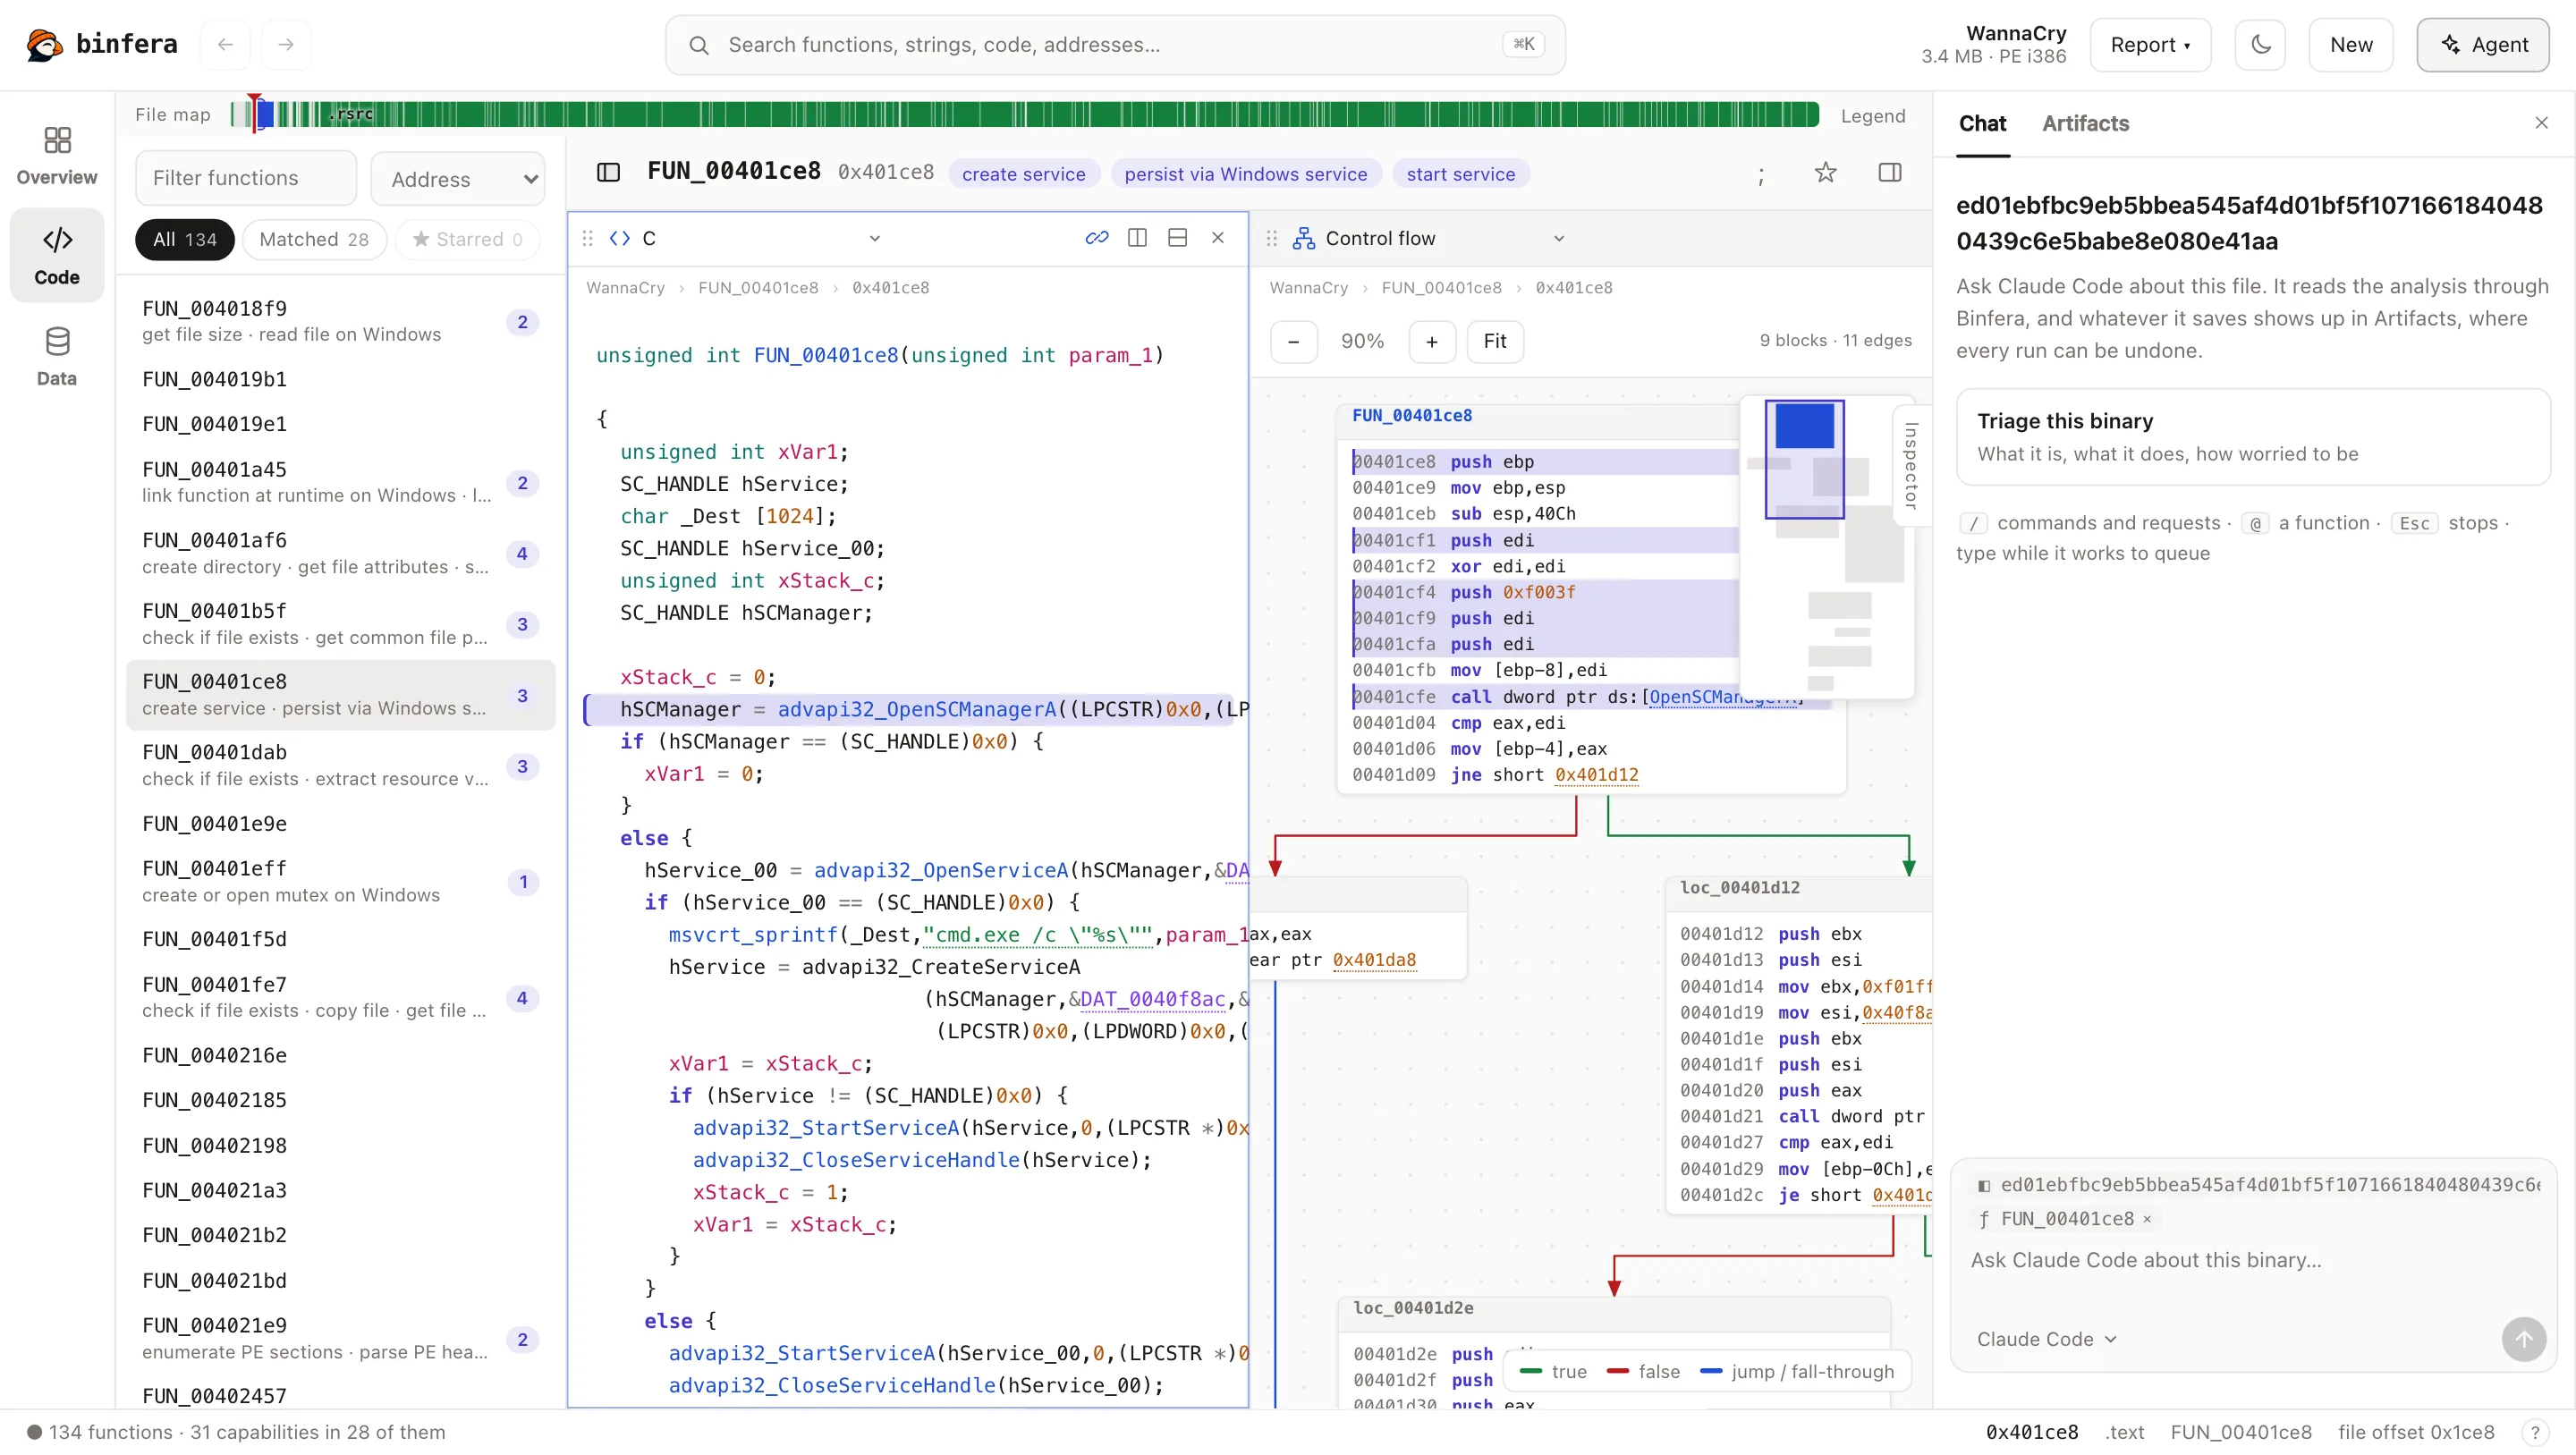 binfera
Search functions, strings, code, addresses...
⌘K
WannaCry
3.4 MB · PE i386
Report ▾
New
Agent
Overview
Code
Data
File map
.rsrc
Legend
Filter functions
Address
All 134
Matched 28
★ Starred 0
FUN_004018f9
get file size · read file on Windows
2
FUN_004019b1
FUN_004019e1
FUN_00401a45
link function at runtime on Windows · l...
2
FUN_00401af6
create directory · get file attributes · s...
4
FUN_00401b5f
check if file exists · get common file p...
3
FUN_00401ce8
create service · persist via Windows s...
3
FUN_00401dab
check if file exists · extract resource v...
3
FUN_00401e9e
FUN_00401eff
create or open mutex on Windows
1
FUN_00401f5d
FUN_00401fe7
check if file exists · copy file · get file ...
4
FUN_0040216e
FUN_00402185
FUN_00402198
FUN_004021a3
FUN_004021b2
FUN_004021bd
FUN_004021e9
enumerate PE sections · parse PE hea...
2
FUN_00402457
FUN_00401ce8 0x401ce8 create service persist via Windows service start service
;
C
WannaCry › FUN_00401ce8 › 0x401ce8
unsigned int FUN_00401ce8(unsigned int param_1)
{
unsigned int xVar1;
SC_HANDLE hService;
char _Dest [1024];
SC_HANDLE hService_00;
unsigned int xStack_c;
SC_HANDLE hSCManager;
xStack_c = 0;
hSCManager = advapi32_OpenSCManagerA((LPCSTR)0x0,(LP
if (hSCManager == (SC_HANDLE)0x0) {
xVar1 = 0;
}
else {
hService_00 = advapi32_OpenServiceA(hSCManager,&DA
if (hService_00 == (SC_HANDLE)0x0) {
msvcrt_sprintf(_Dest,"cmd.exe /c \"%s\"",param_1
hService = advapi32_CreateServiceA
(hSCManager,&DAT_0040f8ac,&
(LPCSTR)0x0,(LPDWORD)0x0,(
xVar1 = xStack_c;
if (hService != (SC_HANDLE)0x0) {
advapi32_StartServiceA(hService,0,(LPCSTR *)0x
advapi32_CloseServiceHandle(hService);
xStack_c = 1;
xVar1 = xStack_c;
}
}
else {
advapi32_StartServiceA(hService_00,0,(LPCSTR *)0
advapi32_CloseServiceHandle(hService_00);
Control flow
WannaCry › FUN_00401ce8 › 0x401ce8
−
90%
+
Fit
9 blocks · 11 edges
FUN_00401ce8
00401ce8 push ebp
00401ce9 mov ebp,esp
00401ceb sub esp,40Ch
00401cf1 push edi
00401cf2 xor edi,edi
00401cf4 push 0xf003f
00401cf9 push edi
00401cfa push edi
00401cfb mov [ebp-8],edi
00401cfe call dword ptr ds:[OpenSCManagerA]
00401d04 cmp eax,edi
00401d06 mov [ebp-4],eax
00401d09 jne short 0x401d12
Inspector
ax,eax
ear ptr 0x401da8
loc_00401d12
00401d12 push ebx
00401d13 push esi
00401d14 mov ebx,0xf01ff
00401d19 mov esi,0x40f8a
00401d1e push ebx
00401d1f push esi
00401d20 push eax
00401d21 call dword ptr
00401d27 cmp eax,edi
00401d29 mov [ebp-0Ch],e
00401d2c je short 0x401d
loc_00401d2e
00401d2e push
00401d2f push
00401d30 push eax
true
false
jump / fall-through
Chat
Artifacts
ed01ebfbc9eb5bbea545af4d01bf5f107166184048
0439c6e5babe8e080e41aa
Ask Claude Code about this file. It reads the analysis through
Binfera, and whatever it saves shows up in Artifacts, where
every run can be undone.
Triage this binary
What it is, what it does, how worried to be
/ commands and requests · @ a function · Esc stops ·
type while it works to queue
ed01ebfbc9eb5bbea545af4d01bf5f1071661840480439c6e
ƒ FUN_00401ce8 ×
Ask Claude Code about this binary...
Claude Code
134 functions · 31 capabilities in 28 of them
0x401ce8 .text FUN_00401ce8 file offset 0x1ce8 ?